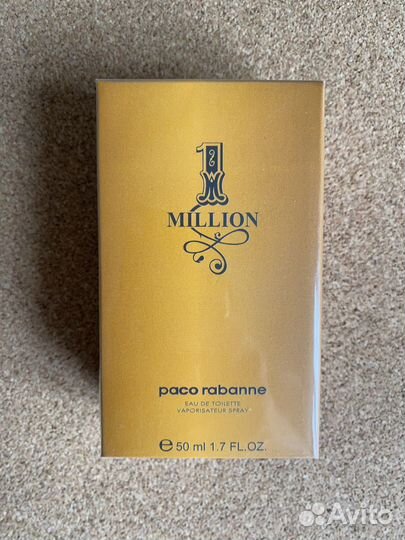 1
MILLION
paco rabanne
EAU DE TOILETTE
VAPORISATEUR SPRAY
e 50 ml 1.7 FL.OZ.
Avito